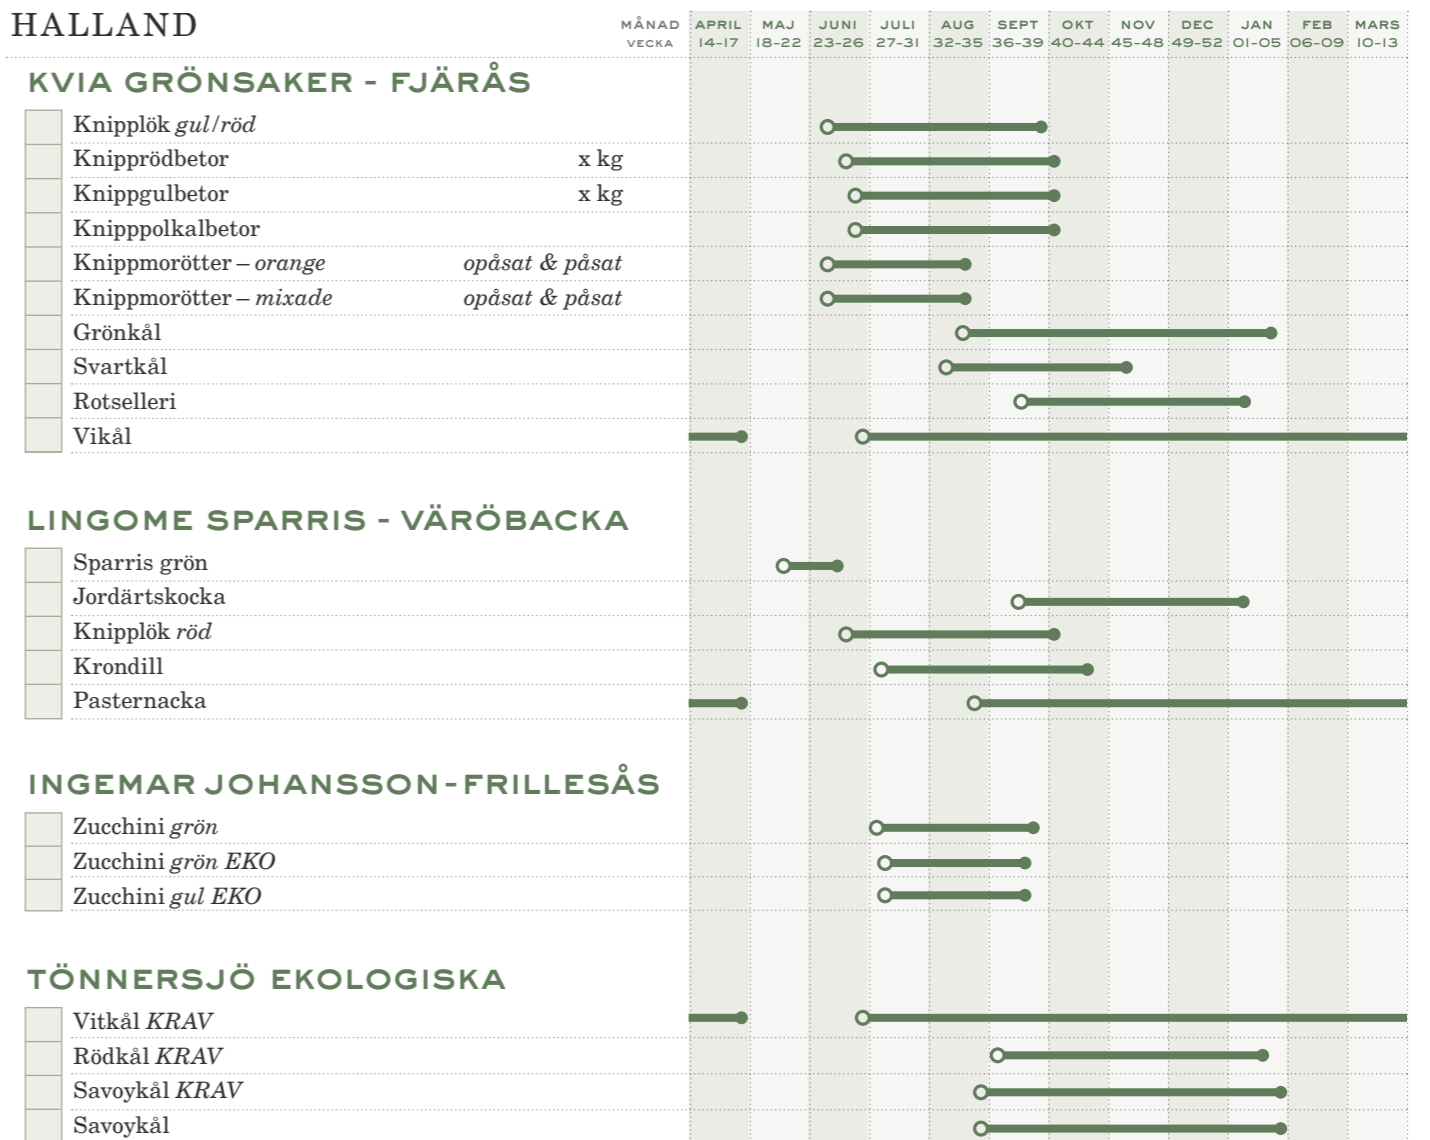 HALLAND
MÅNAD APRIL MAJ JUNI JULI AUG SEPT OKT NOV DEC JAN FEB MARS
VECKA 14-17 18-22 23-26 27-31 32-35 36-39 40-44 45-48 49-52 01-05 06-09 10-13
KVIA GRÖNSAKER - FJÄRÅS
Knipplök gul/röd
Knipprödbetor x kg
Knippgulbetor x kg
Knipppolkalbetor
Knippmorötter – orange opåsat & påsat
Knippmorötter – mixade opåsat & påsat
Grönkål
Svartkål
Rotselleri
Vikål
LINGOME SPARRIS - VÄRÖBACKA
Sparris grön
Jordärtskocka
Knipplök röd
Krondill
Pasternacka
INGEMAR JOHANSSON - FRILLESÅS
Zucchini grön
Zucchini grön EKO
Zucchini gul EKO
TÖNNERSJÖ EKOLOGISKA
Vitkål KRAV
Rödkål KRAV
Savoykål KRAV
Savoykål